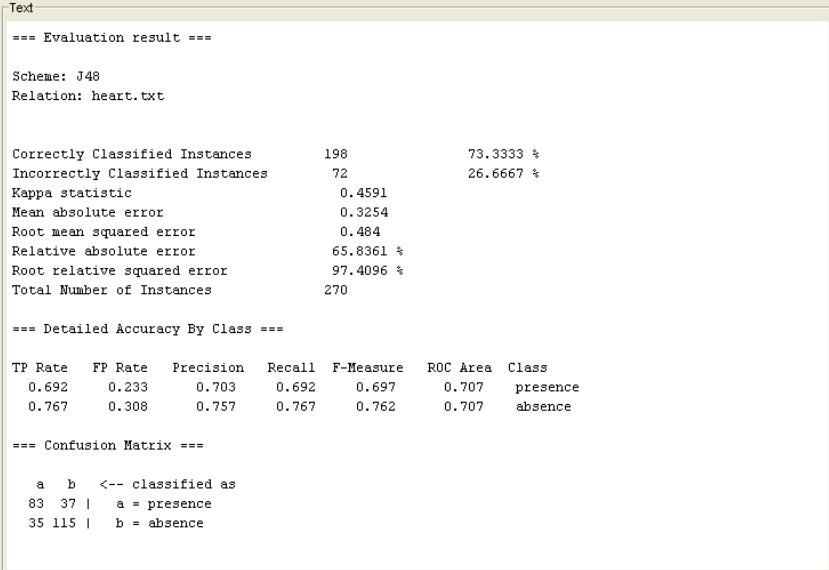 Text
=== Evaluation result ===
Scheme: J48
Relation: heart.txt
Correctly Classified Instances 198 73.3333 %
Incorrectly Classified Instances 72 26.6667 %
Kappa statistic 0.4591
Mean absolute error 0.3254
Root mean squared error 0.484
Relative absolute error 65.8361 %
Root relative squared error 97.4096 %
Total Number of Instances 270
=== Detailed Accuracy By Class ===
TP Rate FP Rate Precision Recall F-Measure ROC Area Class
0.692 0.233 0.703 0.692 0.697 0.707 presence
0.767 0.308 0.757 0.767 0.762 0.707 absence
=== Confusion Matrix ===
a b <-- classified as
83 37 | a = presence
35 115 | b = absence